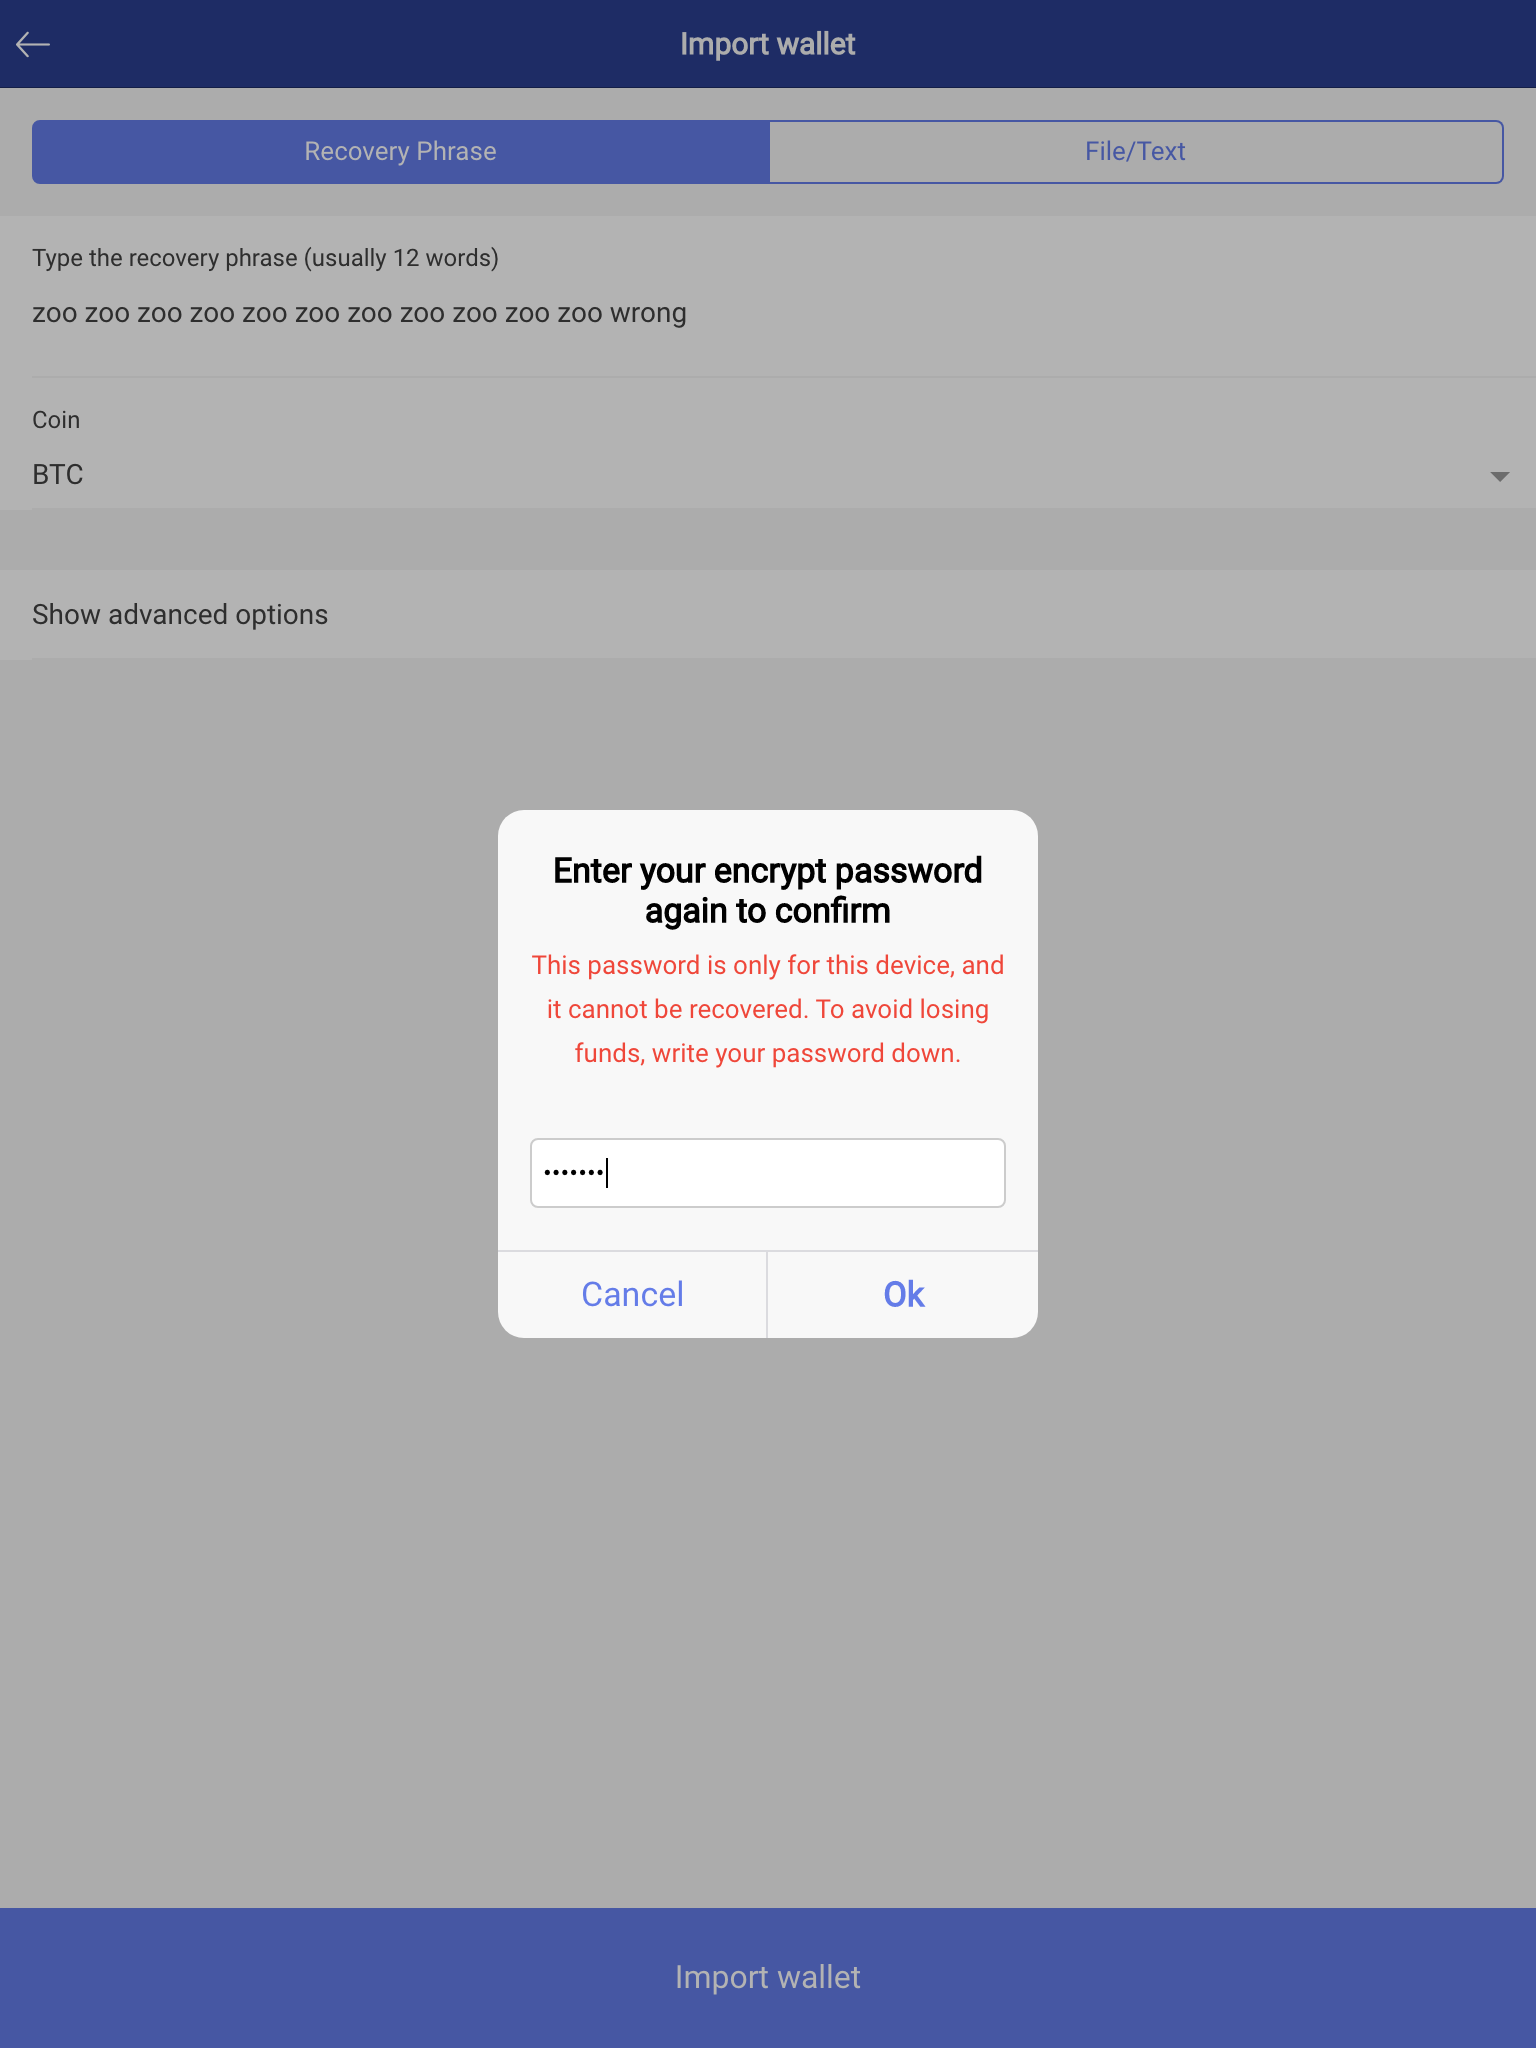 Import wallet
Recovery Phrase
File/Text
Type the recovery phrase (usually 12 words)
zoo zoo zoo zoo zoo zoo zoo zoo zoo zoo zoo wrong
Coin
BTC
Show advanced options
Enter your encrypt password
again to confirm
This password is only for this device, and
it cannot be recovered. To avoid losing
funds, write your password down.
•••••••
Cancel
Ok
Import wallet